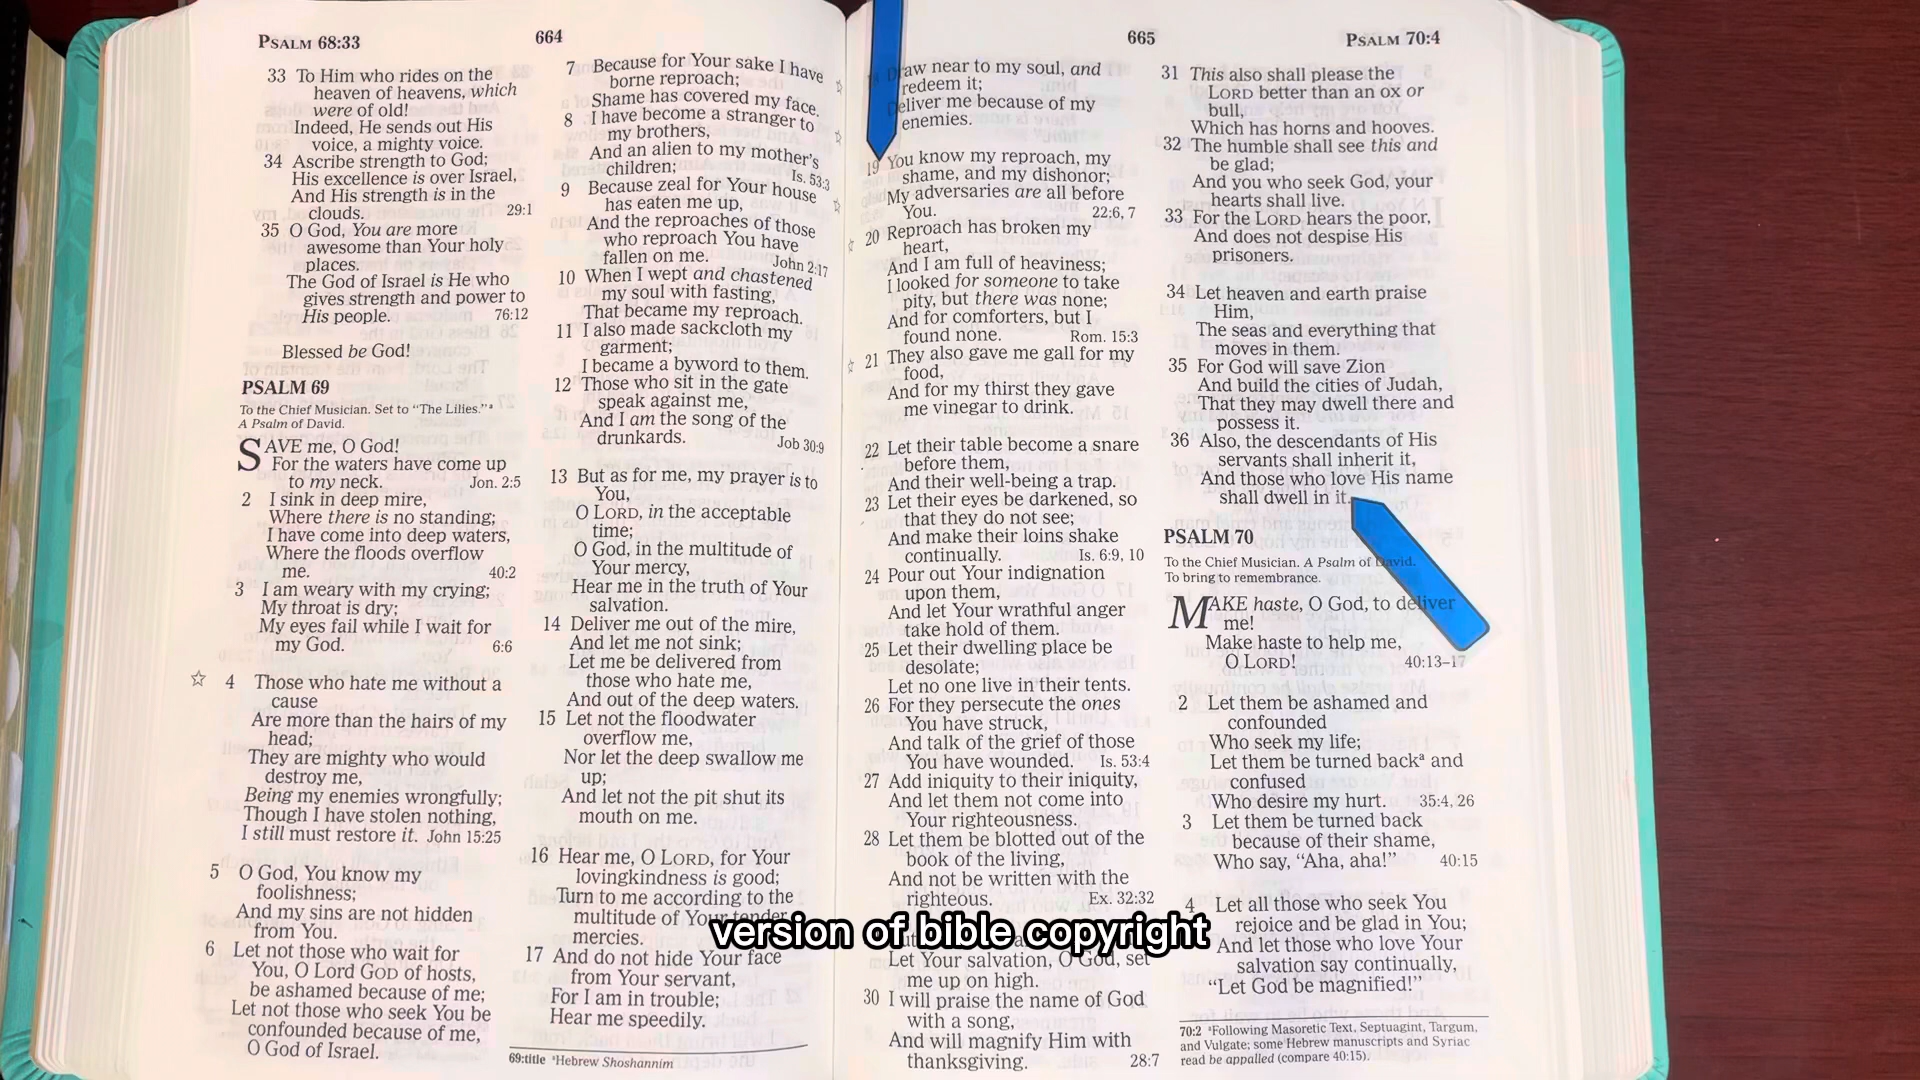 PSALM 68:33
664
33 To Him who rides on the
heaven of heavens, which
were of old!
Indeed, He sends out His
voice, a mighty voice.
34 Ascribe strength to God;
His excellence is over Israel,
And His strength is in the
clouds. 29:1
35 O God, You are more
awesome than Your holy
places.
The God of Israel is He who
gives strength and power to
His people. 76:12
Blessed be God!
PSALM 69
To the Chief Musician. Set to “The Lilies.”ᵃ
A Psalm of David.
SAVE me, O God!
For the waters have come up
to my neck. Jon. 2:5
2 I sink in deep mire,
Where there is no standing;
I have come into deep waters,
Where the floods overflow
me. 40:2
3 I am weary with my crying;
My throat is dry;
My eyes fail while I wait for
my God. 6:6
☆ 4 Those who hate me without a
cause
Are more than the hairs of my
head;
They are mighty who would
destroy me,
Being my enemies wrongfully;
Though I have stolen nothing,
I still must restore it. John 15:25
5 O God, You know my
foolishness;
And my sins are not hidden
from You.
6 Let not those who wait for
You, O Lord GOD of hosts,
be ashamed because of me;
Let not those who seek You be
confounded because of me,
O God of Israel.
7 Because for Your sake I have
borne reproach;
Shame has covered my face.
8 I have become a stranger to
my brothers,
And an alien to my mother’s
children; Is. 53:3
9 Because zeal for Your house
has eaten me up,
And the reproaches of those
who reproach You have
fallen on me. John 2:17
10 When I wept and chastened
my soul with fasting,
That became my reproach.
11 I also made sackcloth my
garment;
I became a byword to them.
12 Those who sit in the gate
speak against me,
And I am the song of the
drunkards. Job 30:9
13 But as for me, my prayer is to
You,
O LORD, in the acceptable
time;
O God, in the multitude of
Your mercy,
Hear me in the truth of Your
salvation.
14 Deliver me out of the mire,
And let me not sink;
Let me be delivered from
those who hate me,
And out of the deep waters.
15 Let not the floodwater
overflow me,
Nor let the deep swallow me
up;
And let not the pit shut its
mouth on me.
16 Hear me, O LORD, for Your
lovingkindness is good;
Turn to me according to the
multitude of Your tender
mercies.
17 And do not hide Your face
from Your servant,
For I am in trouble;
Hear me speedily.
69:title ᵃHebrew Shoshannim
665
PSALM 70:4
18 Draw near to my soul, and
redeem it;
Deliver me because of my
enemies.
19 You know my reproach, my
shame, and my dishonor;
My adversaries are all before
You. 22:6, 7
☆ 20 Reproach has broken my
heart,
And I am full of heaviness;
I looked for someone to take
pity, but there was none;
And for comforters, but I
found none. Rom. 15:3
☆ 21 They also gave me gall for my
food,
And for my thirst they gave
me vinegar to drink.
22 Let their table become a snare
before them,
And their well-being a trap.
23 Let their eyes be darkened, so
that they do not see;
And make their loins shake
continually. Is. 6:9, 10
24 Pour out Your indignation
upon them,
And let Your wrathful anger
take hold of them.
25 Let their dwelling place be
desolate;
Let no one live in their tents.
26 For they persecute the ones
You have struck,
And talk of the grief of those
You have wounded. Is. 53:4
27 Add iniquity to their iniquity,
And let them not come into
Your righteousness.
28 Let them be blotted out of the
book of the living,
And not be written with the
righteous. Ex. 32:32
Let Your salvation, O God, set
me up on high.
30 I will praise the name of God
with a song,
And will magnify Him with
thanksgiving. 28:7
31 This also shall please the
LORD better than an ox or
bull,
Which has horns and hooves.
32 The humble shall see this and
be glad;
And you who seek God, your
hearts shall live.
33 For the LORD hears the poor,
And does not despise His
prisoners.
34 Let heaven and earth praise
Him,
The seas and everything that
moves in them.
35 For God will save Zion
And build the cities of Judah,
That they may dwell there and
possess it.
36 Also, the descendants of His
servants shall inherit it,
And those who love His name
shall dwell in it.
PSALM 70
To the Chief Musician. A Psalm of David.
To bring to remembrance.
MAKE haste, O God, to deliver
me!
Make haste to help me,
O LORD! 40:13–17
2 Let them be ashamed and
confounded
Who seek my life;
Let them be turned backᵃ and
confused
Who desire my hurt. 35:4, 26
3 Let them be turned back
because of their shame,
Who say, “Aha, aha!” 40:15
4 Let all those who seek You
rejoice and be glad in You;
And let those who love Your
salvation say continually,
“Let God be magnified!”
70:2 ᵃFollowing Masoretic Text, Septuagint, Targum,
and Vulgate; some Hebrew manuscripts and Syriac
read be appalled (compare 40:15).
version of bible copyright